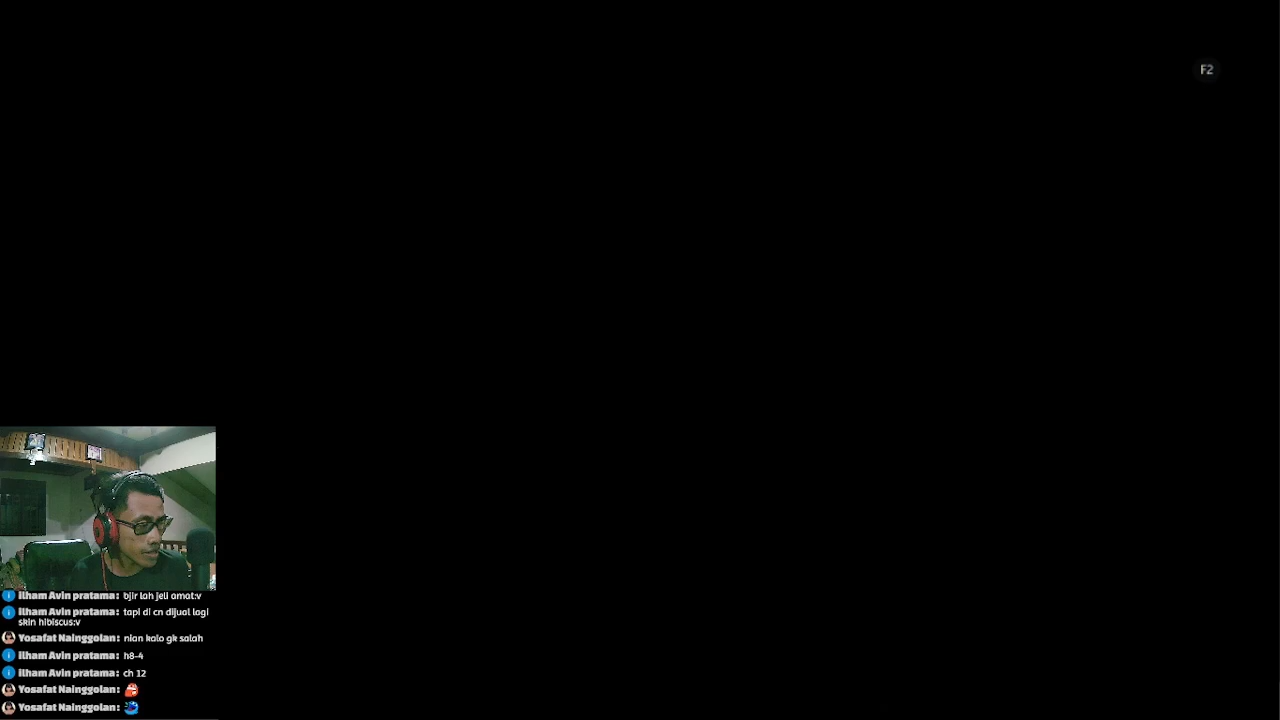 F2
Ilham Avin pratama: bjir lah jeli amat:v
Ilham Avin pratama: tapi di cn dijual lagi
skin hibiscus:v
Yosafat Nainggolan: nian kalo gk salah
Ilham Avin pratama: h8-4
Ilham Avin pratama: ch 12
Yosafat Nainggolan:
Yosafat Nainggolan: